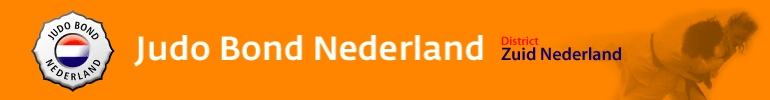 JUDO BOND
NEDERLAND
Judo Bond Nederland
District
Zuid Nederland